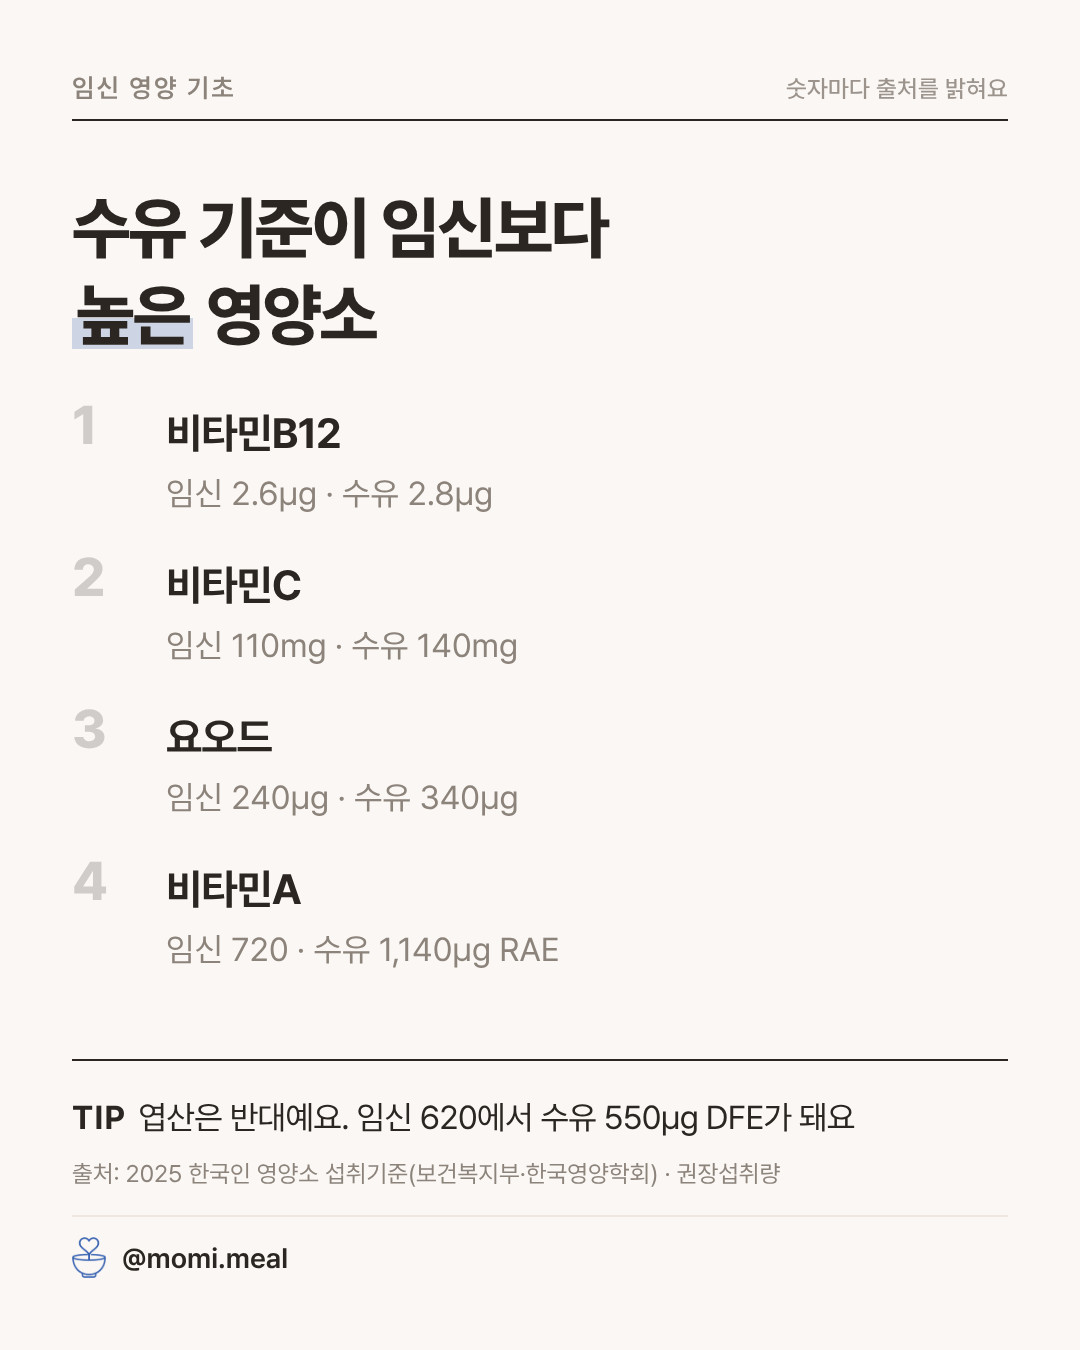 임신 영양 기초
숫자마다 출처를 밝혀요
수유 기준이 임신보다
높은 영양소
1
비타민B12
임신 2.6µg · 수유 2.8µg
2
비타민C
임신 110mg · 수유 140mg
3
요오드
임신 240µg · 수유 340µg
4
비타민A
임신 720 · 수유 1,140µg RAE
TIP 엽산은 반대예요. 임신 620에서 수유 550µg DFE가 돼요
출처: 2025 한국인 영양소 섭취기준(보건복지부·한국영양학회) · 권장섭취량
@momi.meal